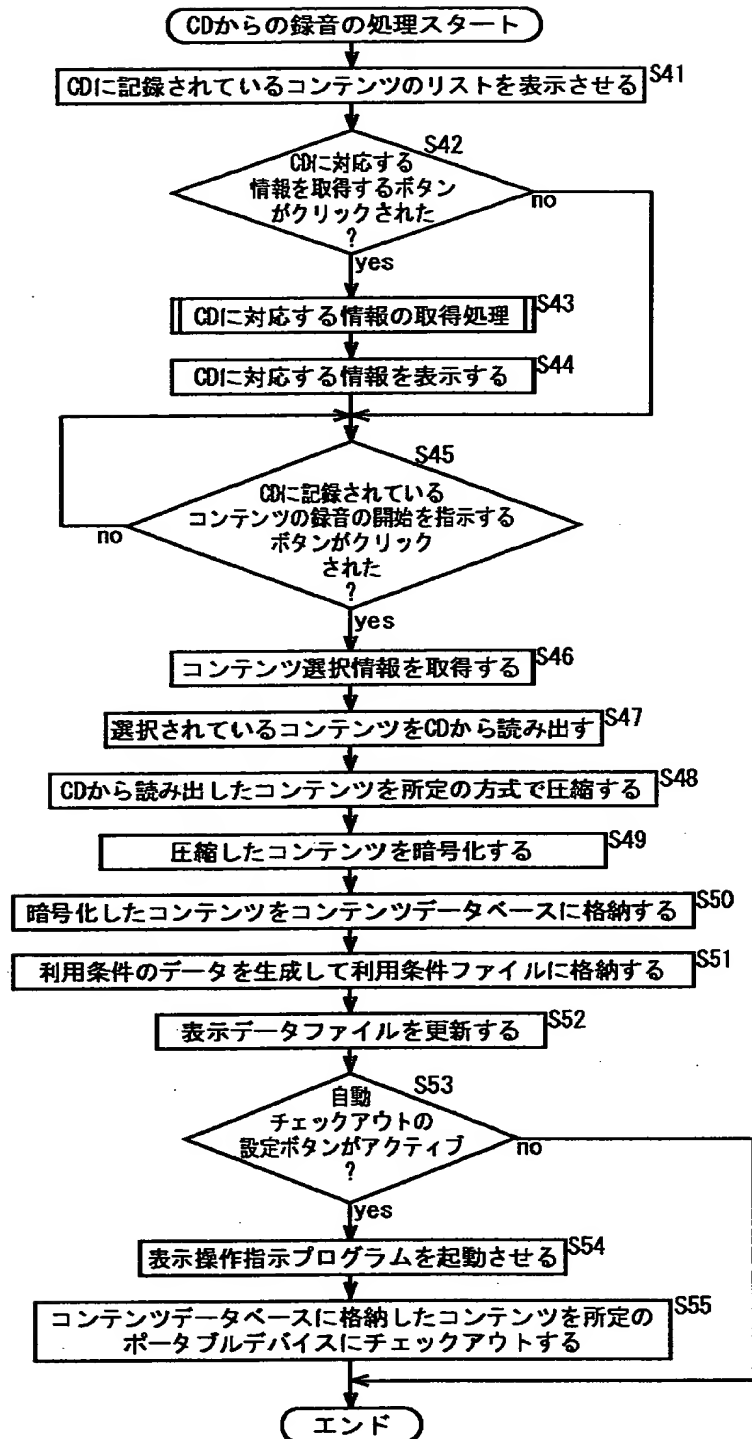 CDからの録音の処理スタート
CDに記録されているコンテンツのリストを表示させる
S41
S42
CDに対応する
情報を取得するボタン
がクリックされた
?
no
yes
CDに対応する情報の取得処理
S43
CDに対応する情報を表示する
S44
S45
CDに記録されている
コンテンツの録音の開始を指示する
ボタンがクリック
された
?
no
yes
コンテンツ選択情報を取得する
S46
選択されているコンテンツをCDから読み出す
S47
CDから読み出したコンテンツを所定の方式で圧縮する
S48
圧縮したコンテンツを暗号化する
S49
暗号化したコンテンツをコンテンツデータベースに格納する
S50
利用条件のデータを生成して利用条件ファイルに格納する
S51
表示データファイルを更新する
S52
S53
自動
チェックアウトの
設定ボタンがアクティブ
?
no
yes
表示操作指示プログラムを起動させる
S54
S55
コンテンツデータベースに格納したコンテンツを所定の
ポータブルデバイスにチェックアウトする
エンド